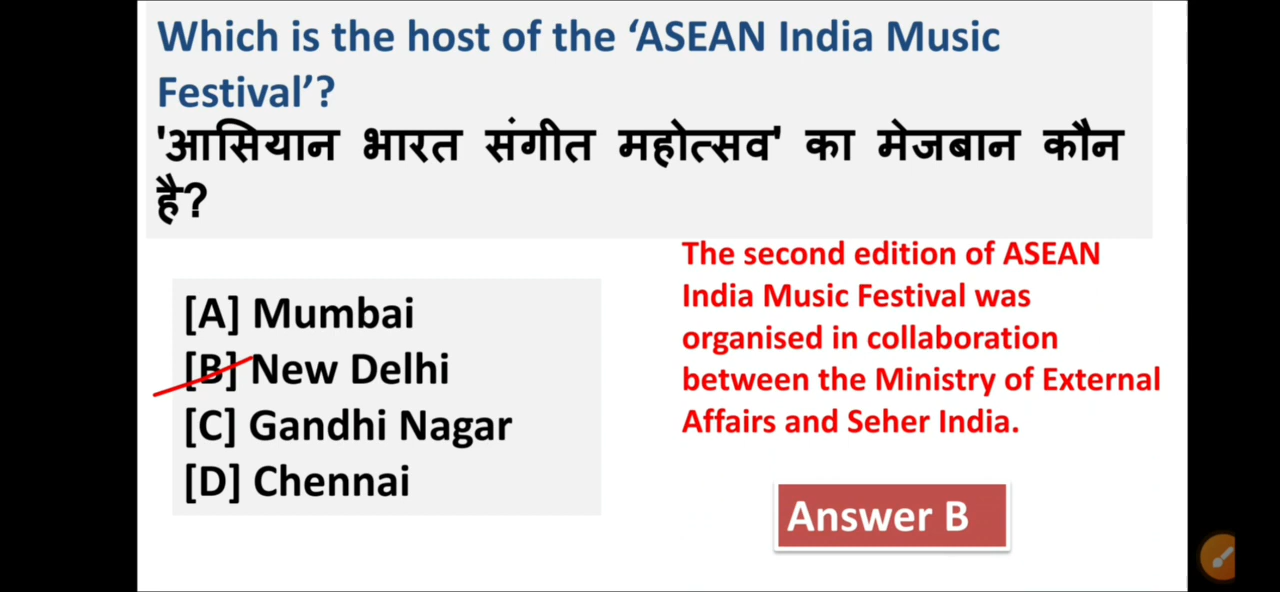 Which is the host of the ‘ASEAN India Music
Festival’?
'आसियान भारत संगीत महोत्सव' का मेजबान कौन
है?
[A] Mumbai
[B] New Delhi
[C] Gandhi Nagar
[D] Chennai
The second edition of ASEAN
India Music Festival was
organised in collaboration
between the Ministry of External
Affairs and Seher India.
Answer B